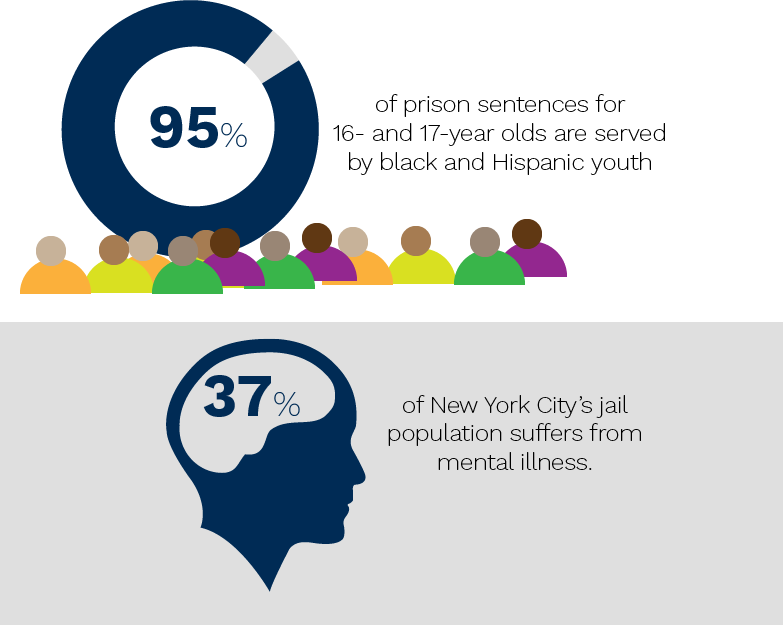 95%
of prison sentences for
16- and 17-year olds are served
by black and Hispanic youth
37%
of New York City’s jail
population suffers from
mental illness.